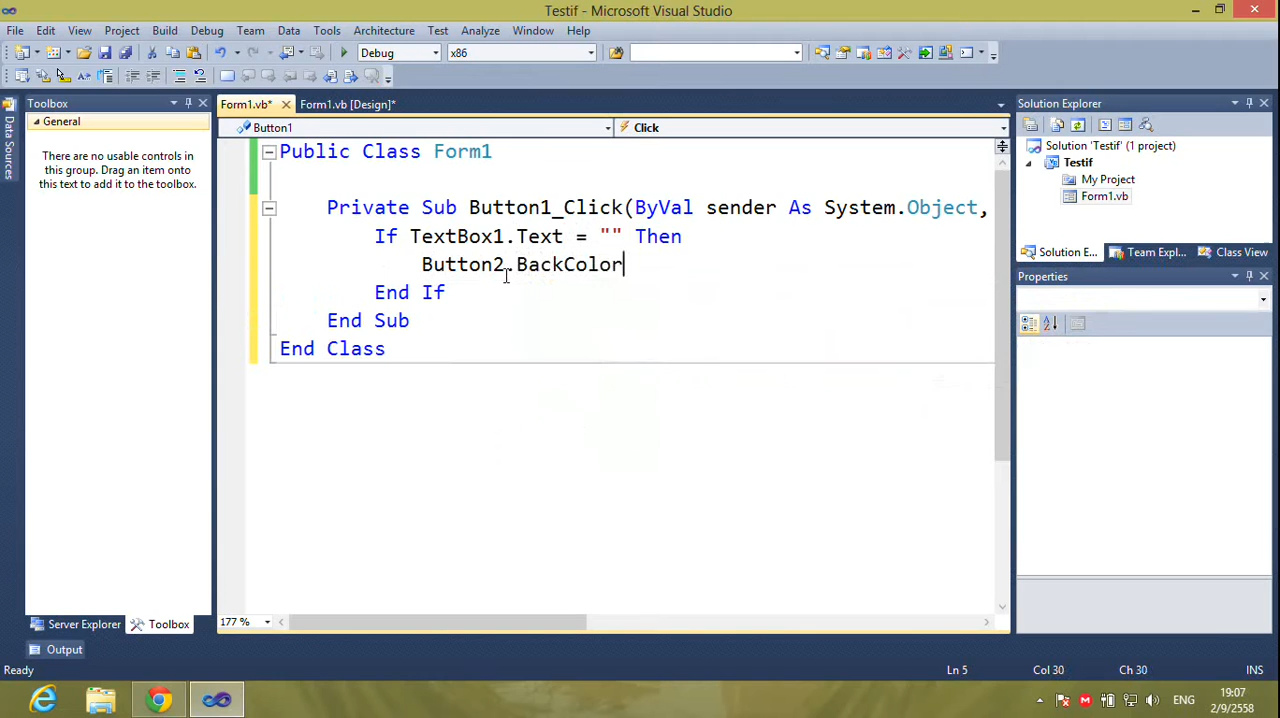 Testif - Microsoft Visual Studio
File Edit View Project Build Debug Team Data Tools Architecture Test Analyze Window Help
Debug x86
Toolbox
Form1.vb* Form1.vb [Design]*
Solution Explorer
General
Button1 Click
Data Sources
There are no usable controls in
this group. Drag an item onto
this text to add it to the toolbox.
Public Class Form1
Private Sub Button1_Click(ByVal sender As System.Object,
If TextBox1.Text = "" Then
Button2.BackColor
End If
End Sub
End Class
Solution 'Testif' (1 project)
Testif
My Project
Form1.vb
Solution E... Team Expl... Class View
Properties
177 %
Server Explorer Toolbox
Output
Ready Ln 5 Col 30 Ch 30 INS
ENG
19:07
2/9/2558